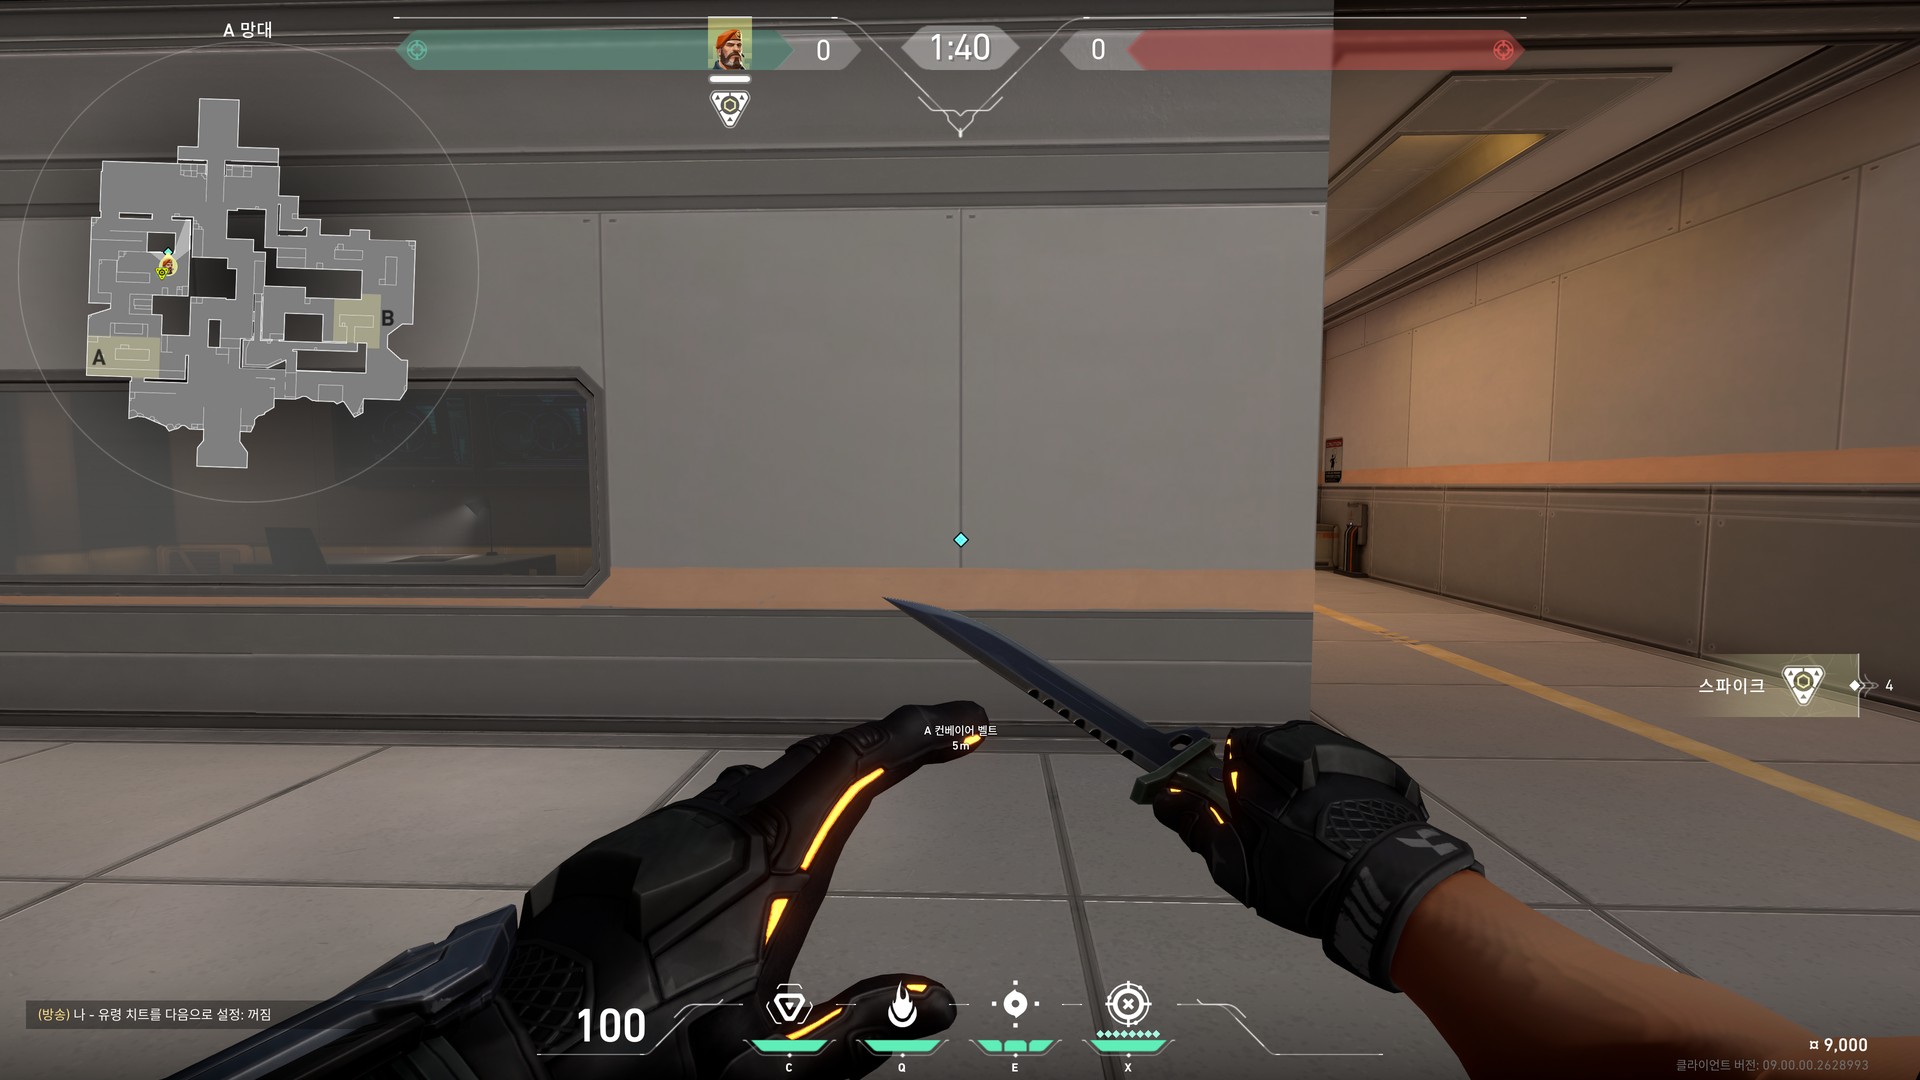 A 망대
0
1:40
0
B
A
스파이크
4
A 컨베이어 벨트
5m
(방송) 나 - 유령 치트를 다음으로 설정: 꺼짐
100
C
Q
E
X
¤ 9,000
클라이언트 버전: 09.00.00.2628993